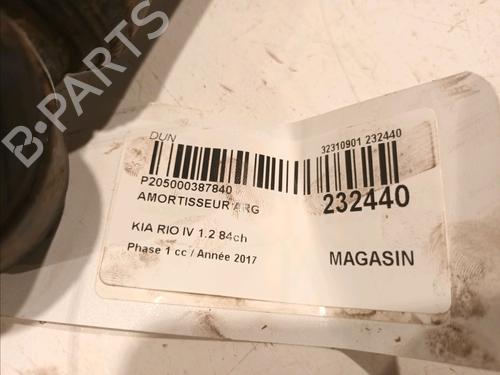 B-PARTS
DUN
32310901 232440
P205000387840
AMORTISSEUR ARG
232440
KIA RIO IV 1.2 84ch
Phase 1 cc / Année 2017
MAGASIN